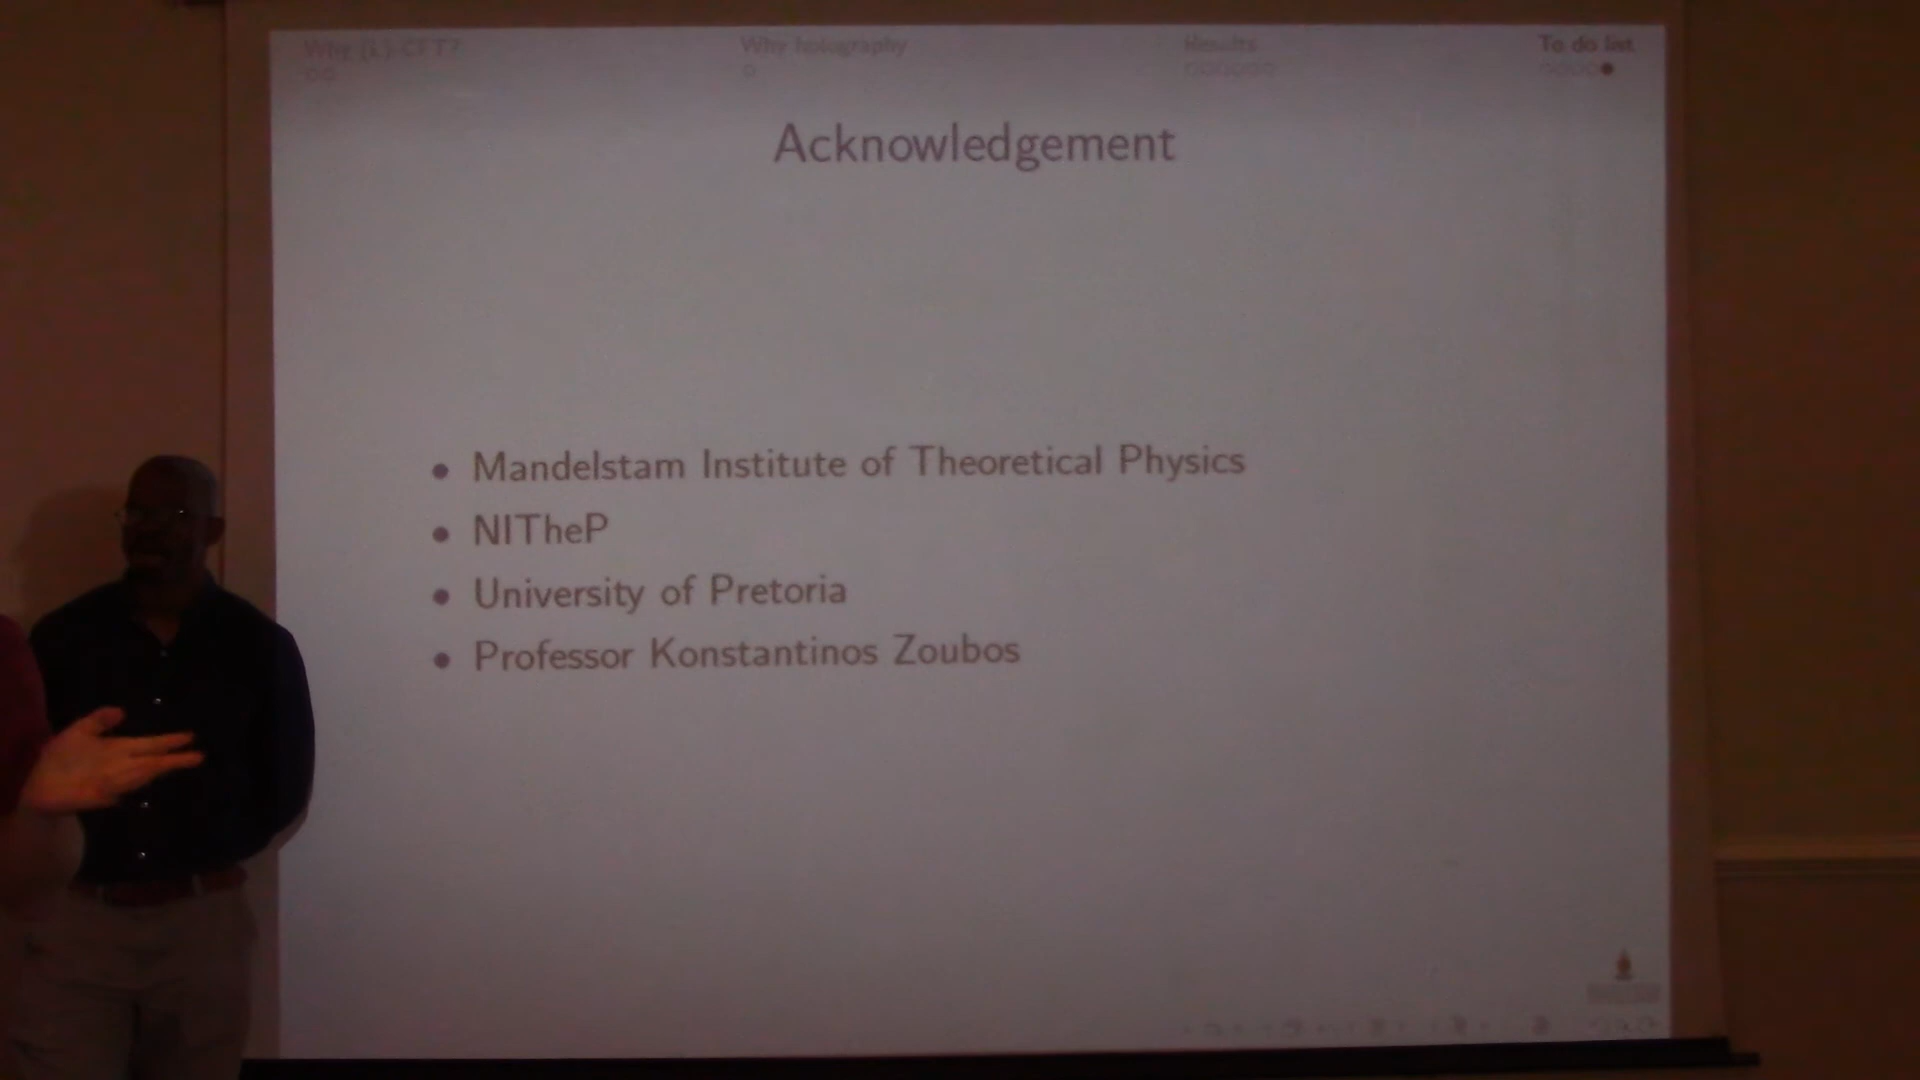 Why (L) CFT?
Why holography
Results
To do list
Acknowledgement
• Mandelstam Institute of Theoretical Physics
• NITheP
• University of Pretoria
• Professor Konstantinos Zoubos